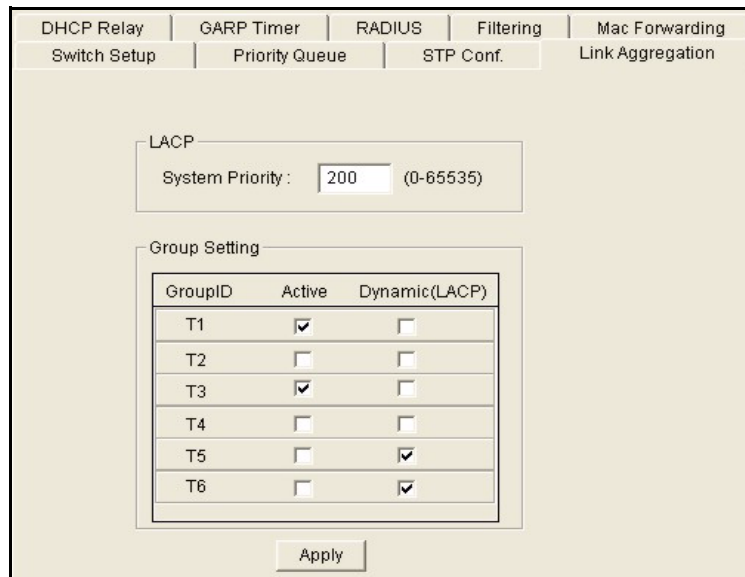 DHCP Relay GARP Timer RADIUS Filtering Mac Forwarding
Switch Setup Priority Queue STP Conf. Link Aggregation
LACP
System Priority : 200 (0-65535)
Group Setting
GroupID Active Dynamic(LACP)
T1
T2
T3
T4
T5
T6
Apply